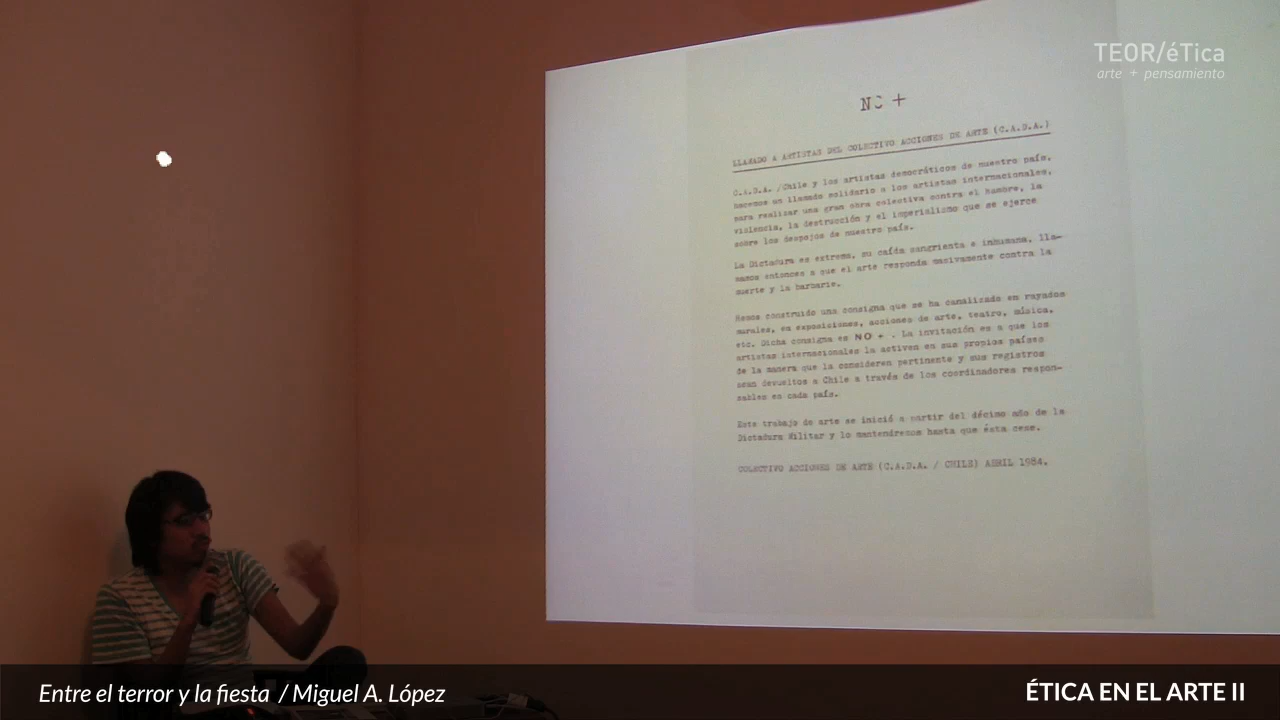 TEOR/éTica
arte + pensamiento
NO +
LLAMADO A ARTISTAS DEL COLECTIVO ACCIONES DE ARTE (C.A.D.A.)
C.A.D.A. /Chile y los artistas democráticos de nuestro país,
hacemos un llamado solidario a los artistas internacionales,
para realizar una gran obra colectiva contra el hambre, la
violencia, la destrucción y el imperialismo que se ejerce
sobre los despojos de nuestro país.
La Dictadura es extrema, su caída sangrienta e inhumana, lla-
mamos entonces a que el arte responda masivamente contra la
muerte y la barbarie.
Hemos construido una consigna que se ha canalizado en rayados
murales, en exposiciones, acciones de arte, teatro, música,
etc. Dicha consigna es NO + . La invitación es a que los
artistas internacionales la activen en sus propios países
de la manera que la consideren pertinente y sus registros
sean devueltos a Chile a través de los coordinadores respon-
sables en cada país.
Este trabajo de arte se inició a partir del décimo año de la
Dictadura Militar y lo mantendremos hasta que ésta cese.
COLECTIVO ACCIONES DE ARTE (C.A.D.A. / CHILE) ABRIL 1984.
Entre el terror y la fiesta / Miguel A. López
ÉTICA EN EL ARTE II